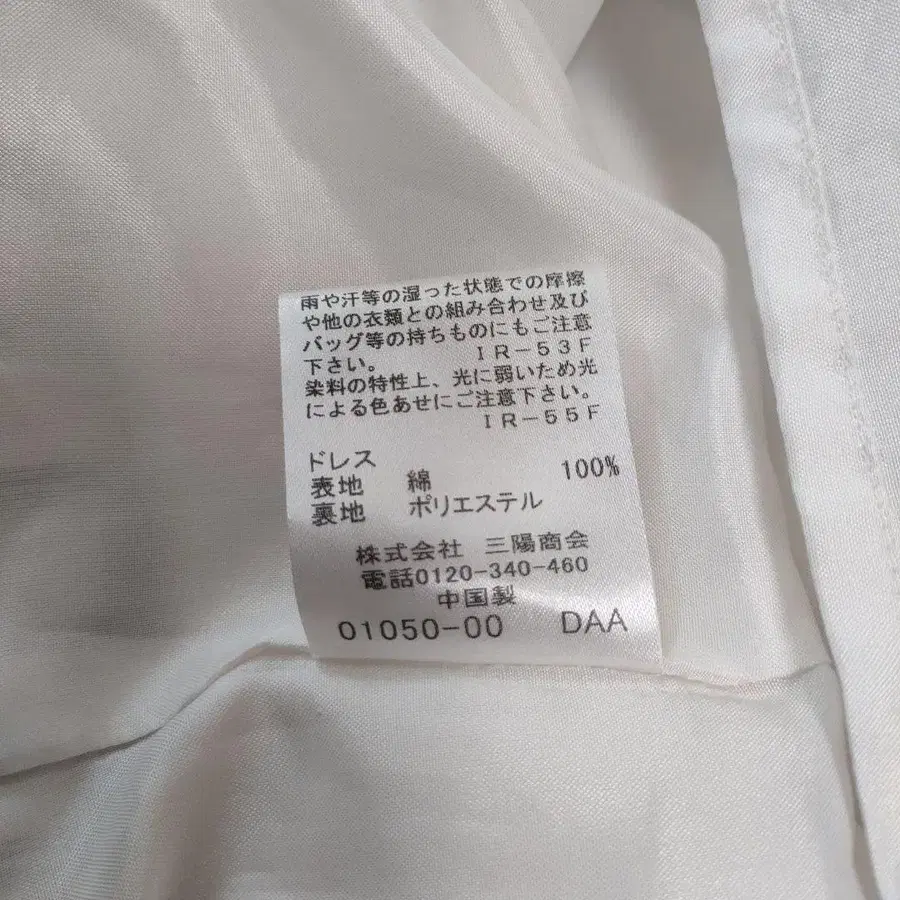 雨や汗等の湿った状態での摩擦
や他の衣類との組み合わせ及び
バッグ等の持ちものにもご注意
下さい。 IR-53F
染料の特性上、光に弱いため光
による色あせにご注意下さい。
IR-55F
ドレス
表地 綿 100%
裏地 ポリエステル
株式会社 三陽商会
電話0120-340-460
中国製
01050-00 DAA